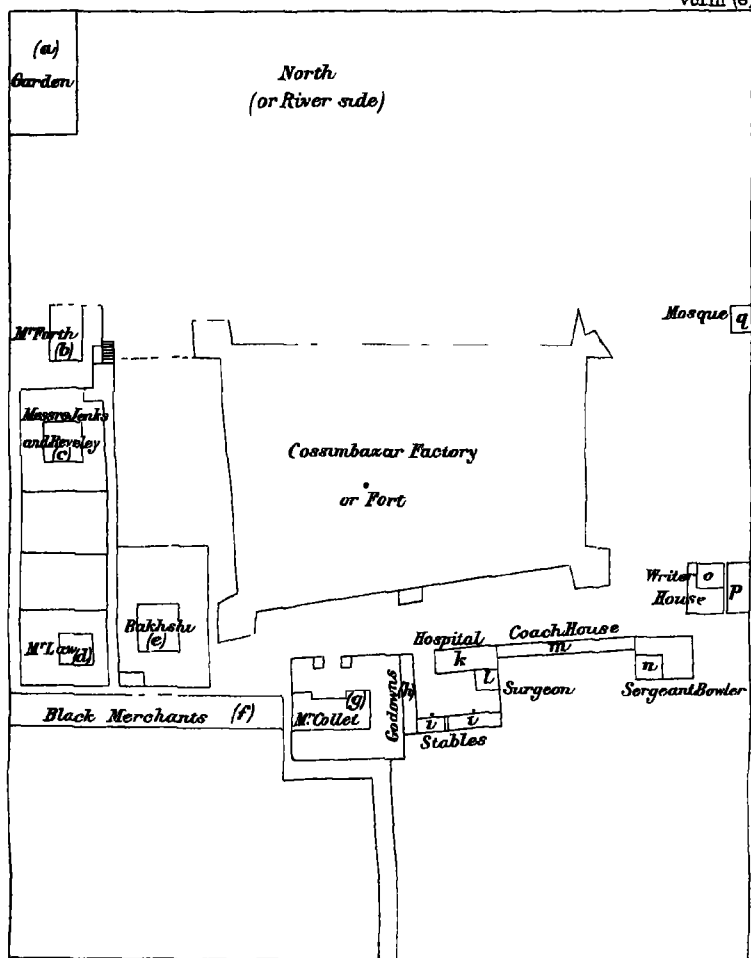 (a)
Garden
North
(or River side)
Mosque q
Mr Forth
(b)
Messrs Jenks
and Reveley
(c)
Cossimbazar Factory
or Fort
Writer o
House
P
Bakhshi
(e)
Mr Law (d)
Hospital
Coach House
k
m
l
n
Surgeon
Sergeant Bowler
Black Merchants (f)
(g)
Mr Collet
Godowns (h)
i i
Stables